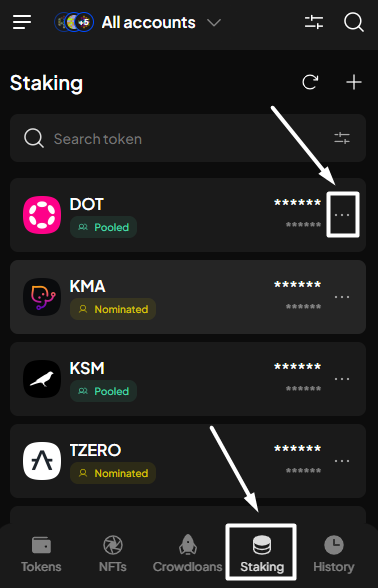 +5 All accounts
Staking
Search token
DOT ******
Pooled ******
KMA ******
Nominated ******
KSM ******
Pooled ******
TZERO ******
Nominated ******
Tokens NFTs Crowdloans Staking History